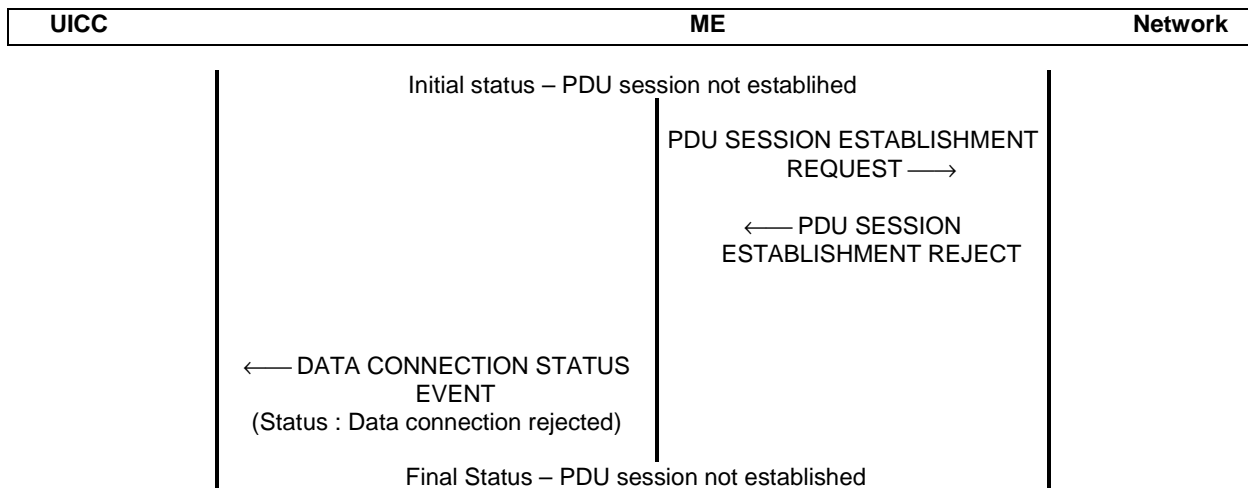 UICC ME Network
Initial status – PDU session not establihed
PDU SESSION ESTABLISHMENT
REQUEST ⟶
⟵ PDU SESSION
ESTABLISHMENT REJECT
⟵ DATA CONNECTION STATUS
EVENT
(Status : Data connection rejected)
Final Status – PDU session not established